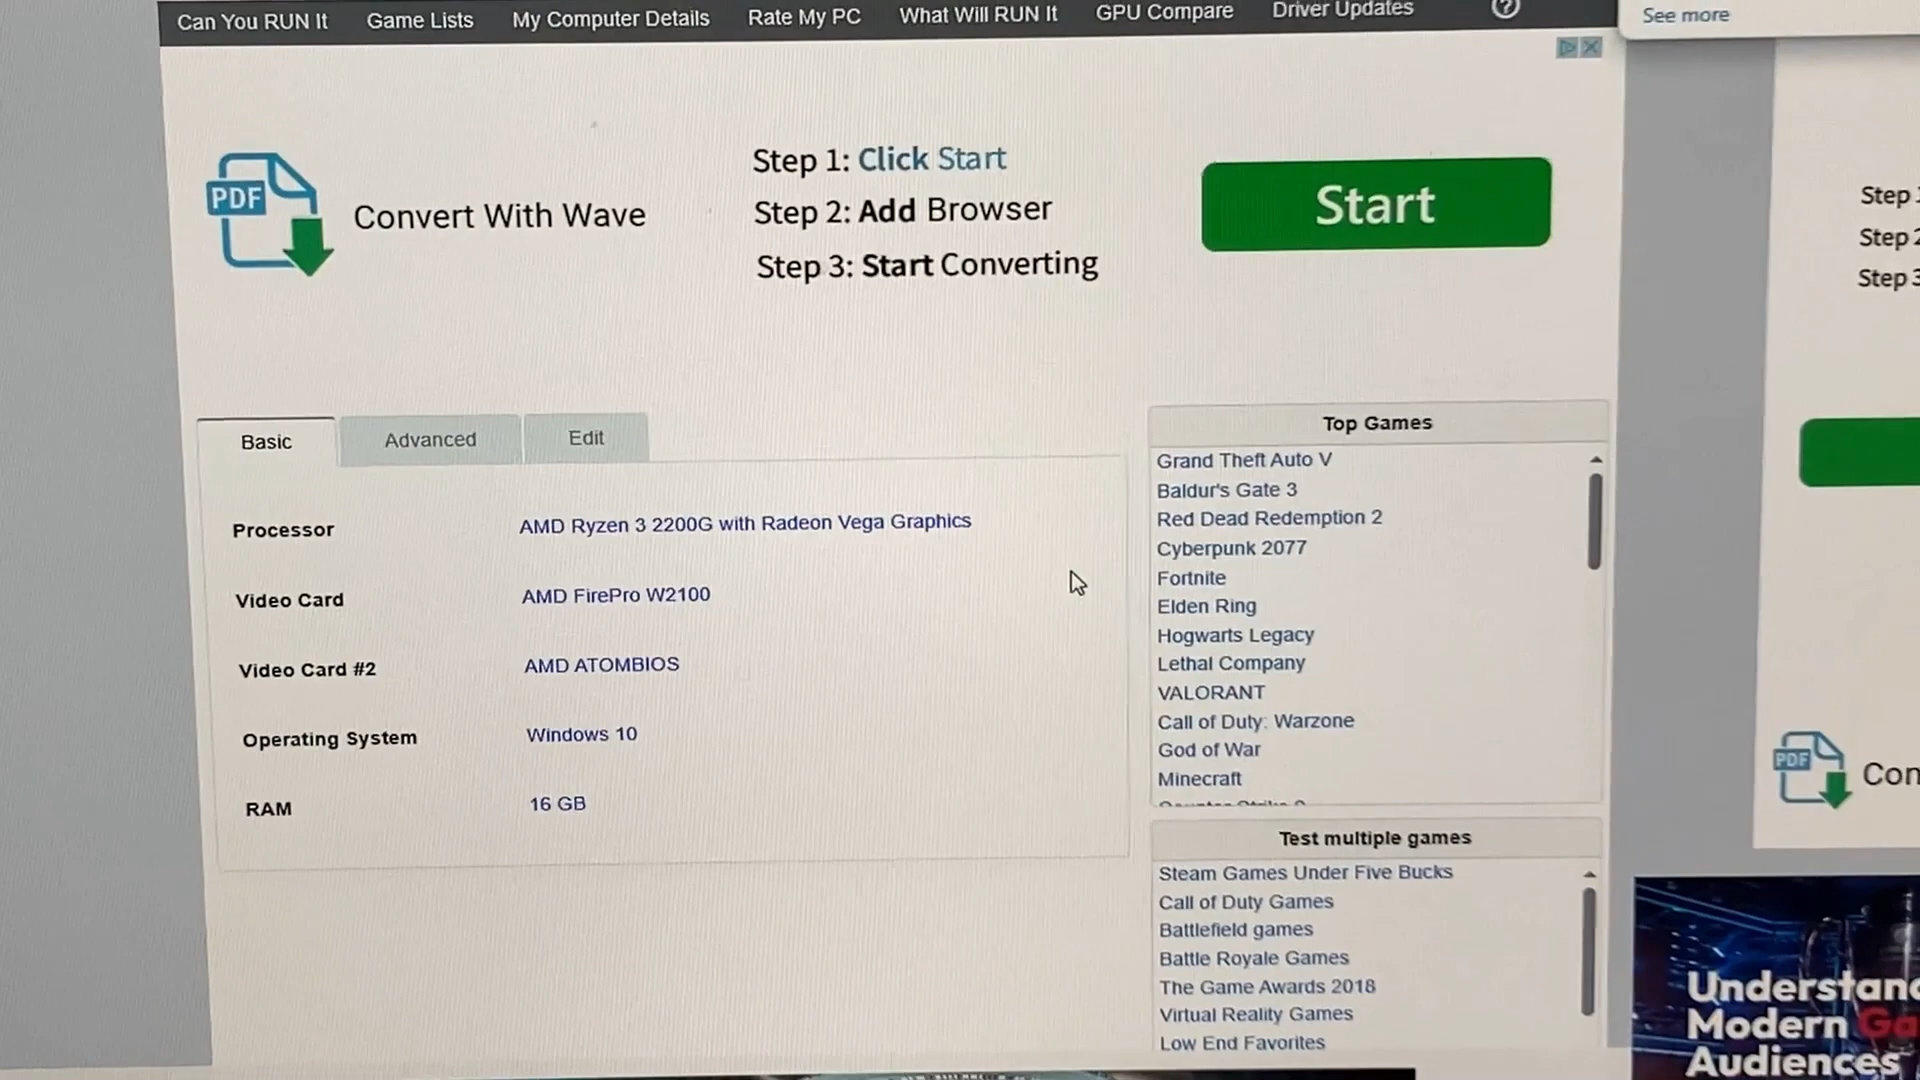 Can You RUN It Game Lists My Computer Details Rate My PC What Will RUN It GPU Compare Driver Updates ?
See more
PDF
Convert With Wave
Step 1: Click Start
Step 2: Add Browser
Step 3: Start Converting
Start
Step
Step
Step
Basic Advanced Edit
Processor AMD Ryzen 3 2200G with Radeon Vega Graphics
Video Card AMD FirePro W2100
Video Card #2 AMD ATOMBIOS
Operating System Windows 10
RAM 16 GB
Top Games
Grand Theft Auto V
Baldur's Gate 3
Red Dead Redemption 2
Cyberpunk 2077
Fortnite
Elden Ring
Hogwarts Legacy
Lethal Company
VALORANT
Call of Duty: Warzone
God of War
Minecraft
Test multiple games
Steam Games Under Five Bucks
Call of Duty Games
Battlefield games
Battle Royale Games
The Game Awards 2018
Virtual Reality Games
Low End Favorites
PDF
Con
Understand
Modern Ga
Audiences